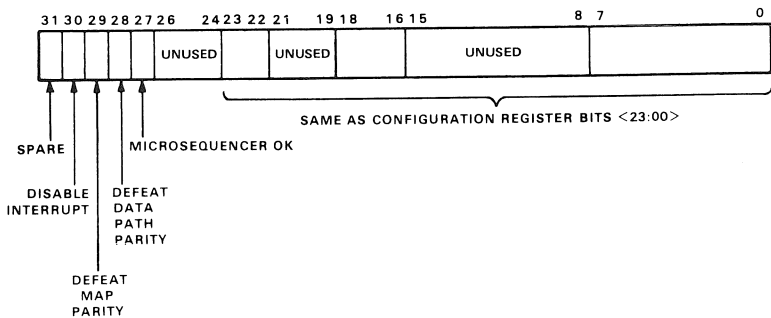 31 30 29 28 27 26 24 23 22 21 19 18 16 15 8 7 0
UNUSED UNUSED UNUSED
SAME AS CONFIGURATION REGISTER BITS <23:00>
SPARE
MICROSEQUENCER OK
DISABLE
INTERRUPT
DEFEAT
DATA
PATH
PARITY
DEFEAT
MAP
PARITY